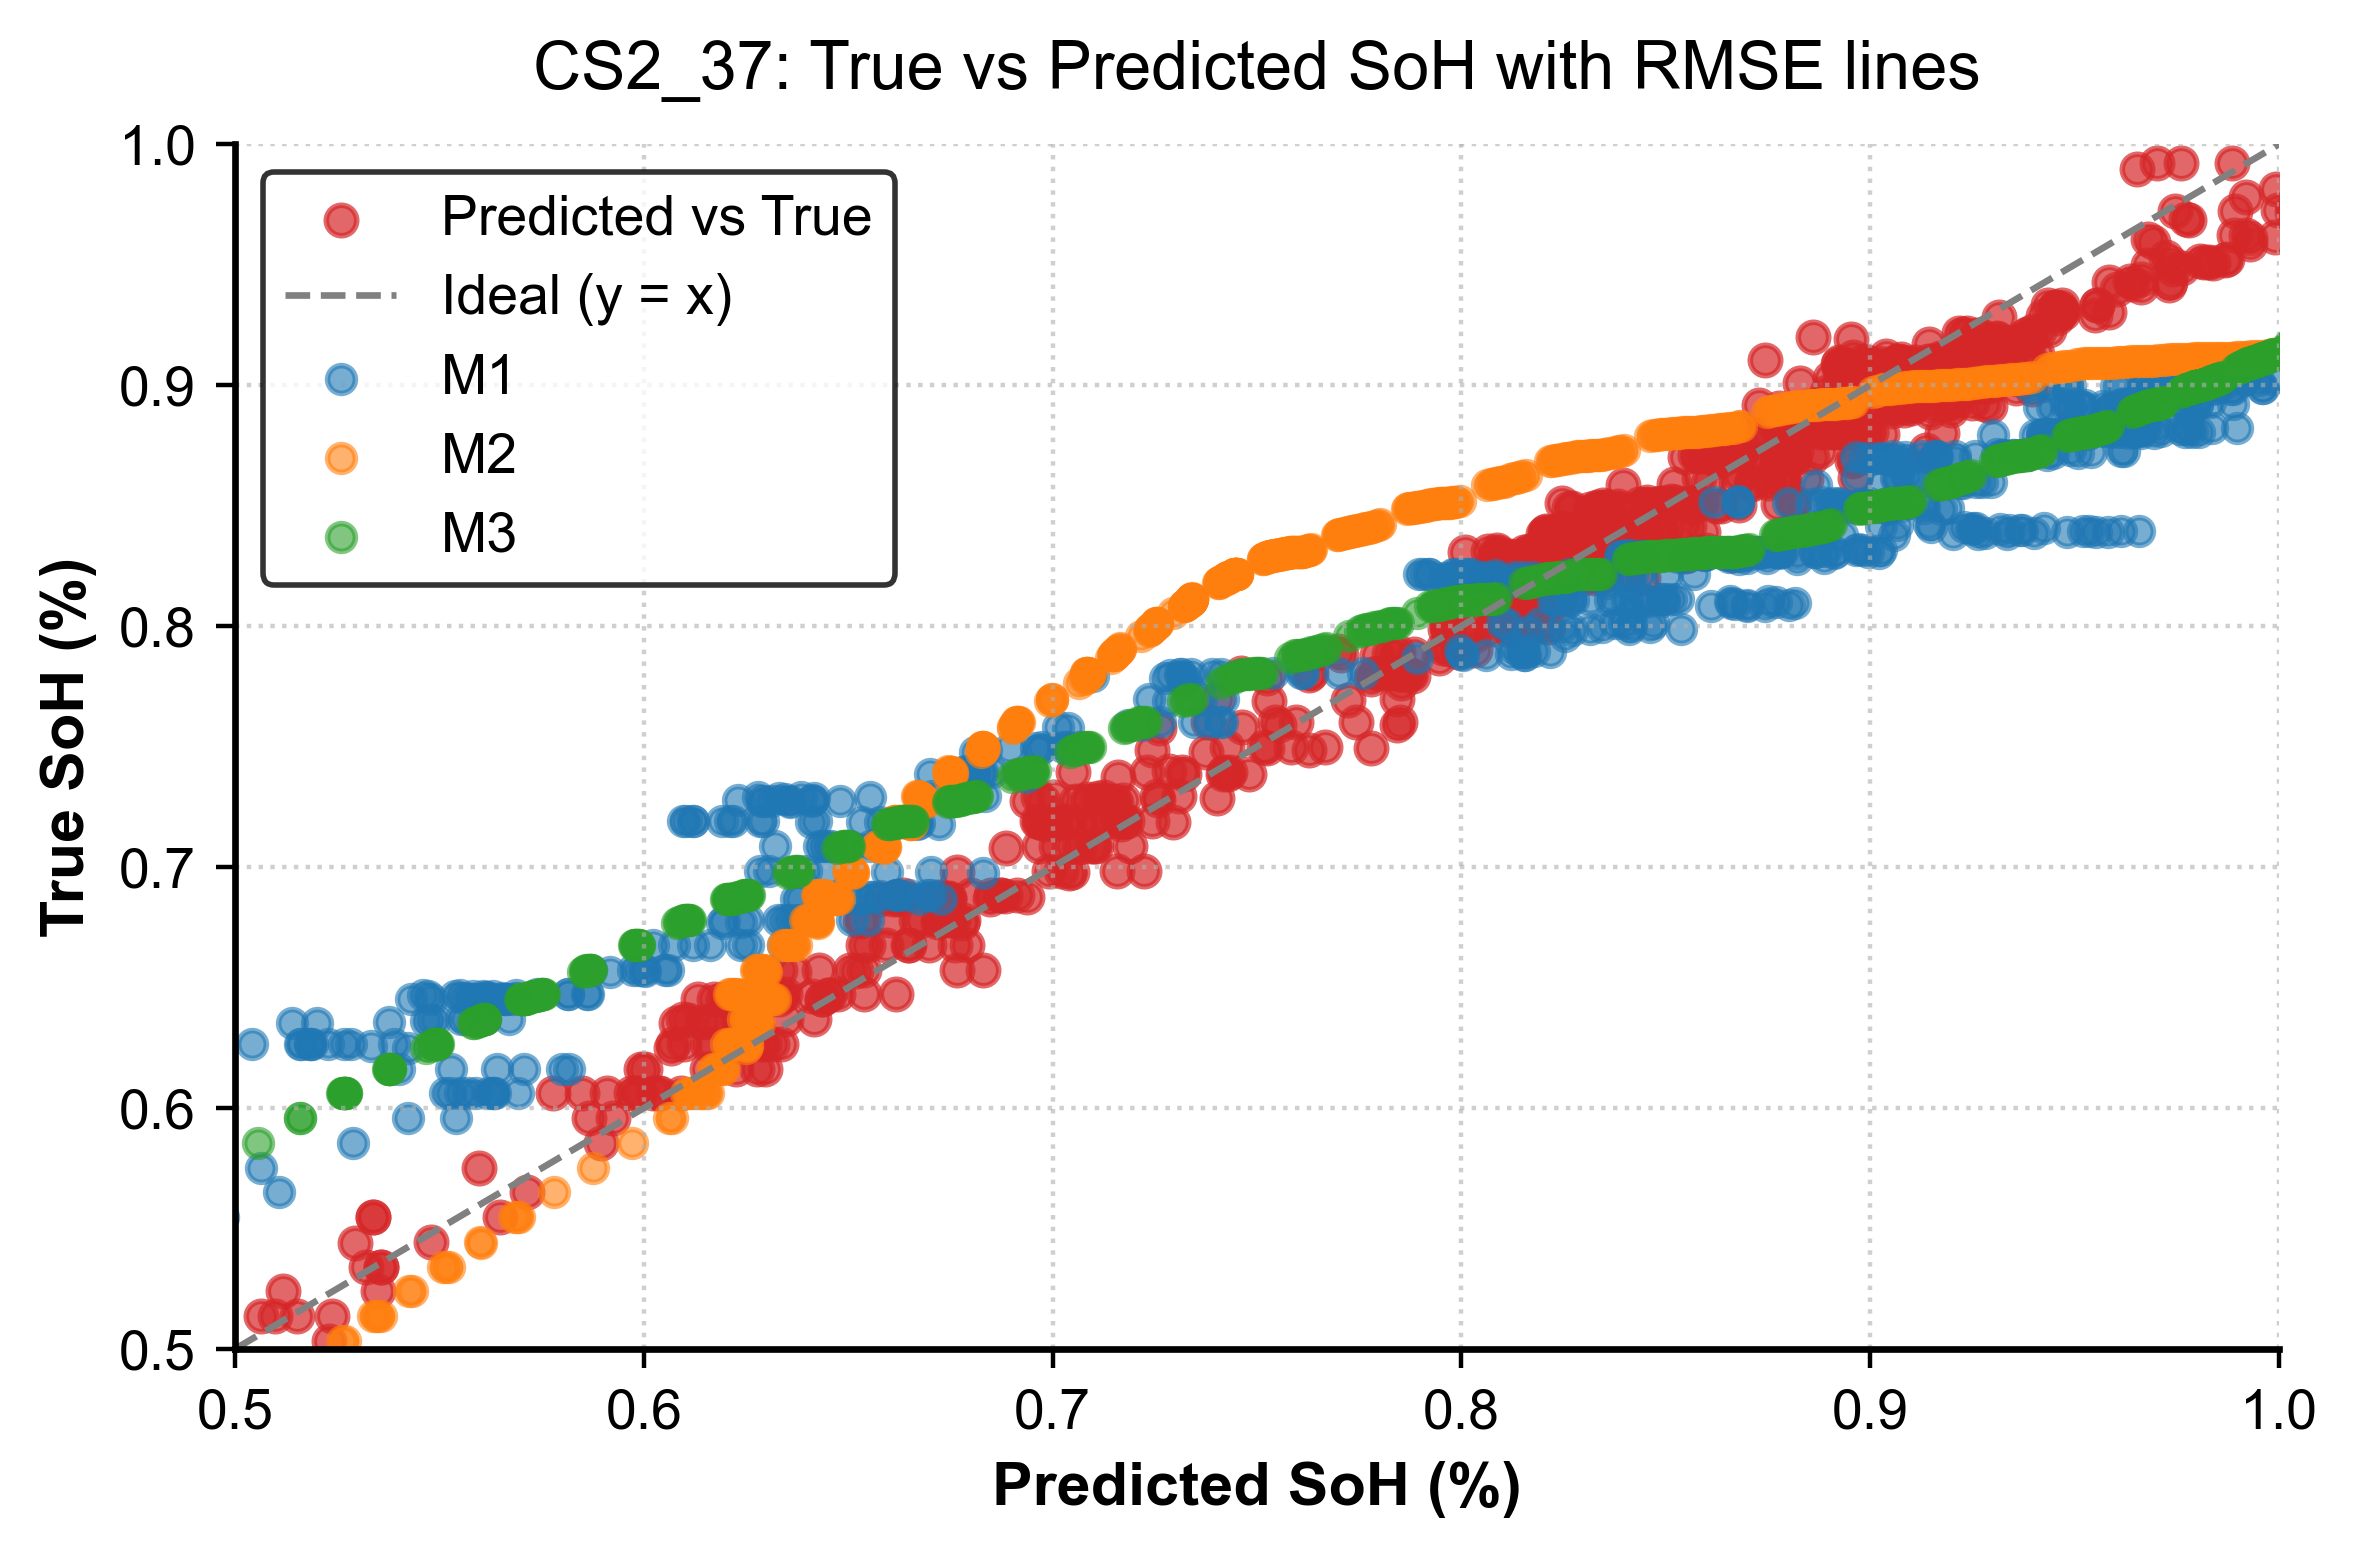 CS2_37: True vs Predicted SoH with RMSE lines
1.0
0.9
0.8
0.7
0.6
0.5
True SoH (%)
Predicted vs True
Ideal (y = x)
M1
M2
M3
0.5 0.6 0.7 0.8 0.9 1.0
Predicted SoH (%)